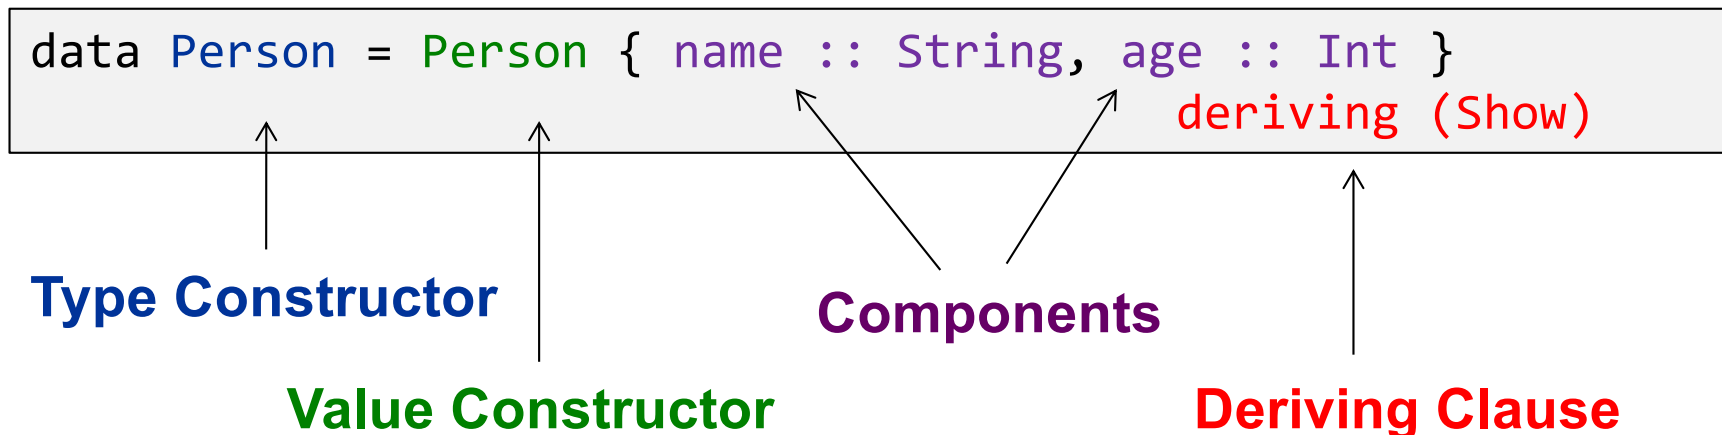 data Person = Person { name :: String, age :: Int }
deriving (Show)
Type Constructor
Components
Value Constructor
Deriving Clause